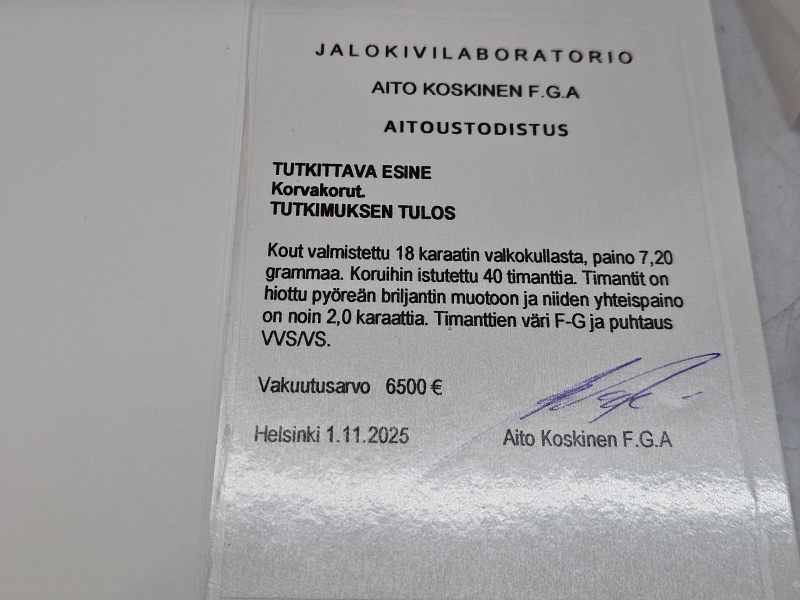 JALOKIVILABORATORIO
AITO KOSKINEN F.G.A
AITOUSTODISTUS
TUTKITTAVA ESINE
Korvakorut.
TUTKIMUKSEN TULOS
Kout valmistettu 18 karaatin valkokullasta, paino 7,20
grammaa. Koruihin istutettu 40 timanttia. Timantit on
hiottu pyöreän briljantin muotoon ja niiden yhteispaino
on noin 2,0 karaattia. Timanttien väri F-G ja puhtaus
VVS/VS.
Vakuutusarvo 6500 €
Helsinki 1.11.2025
Aito Koskinen F.G.A